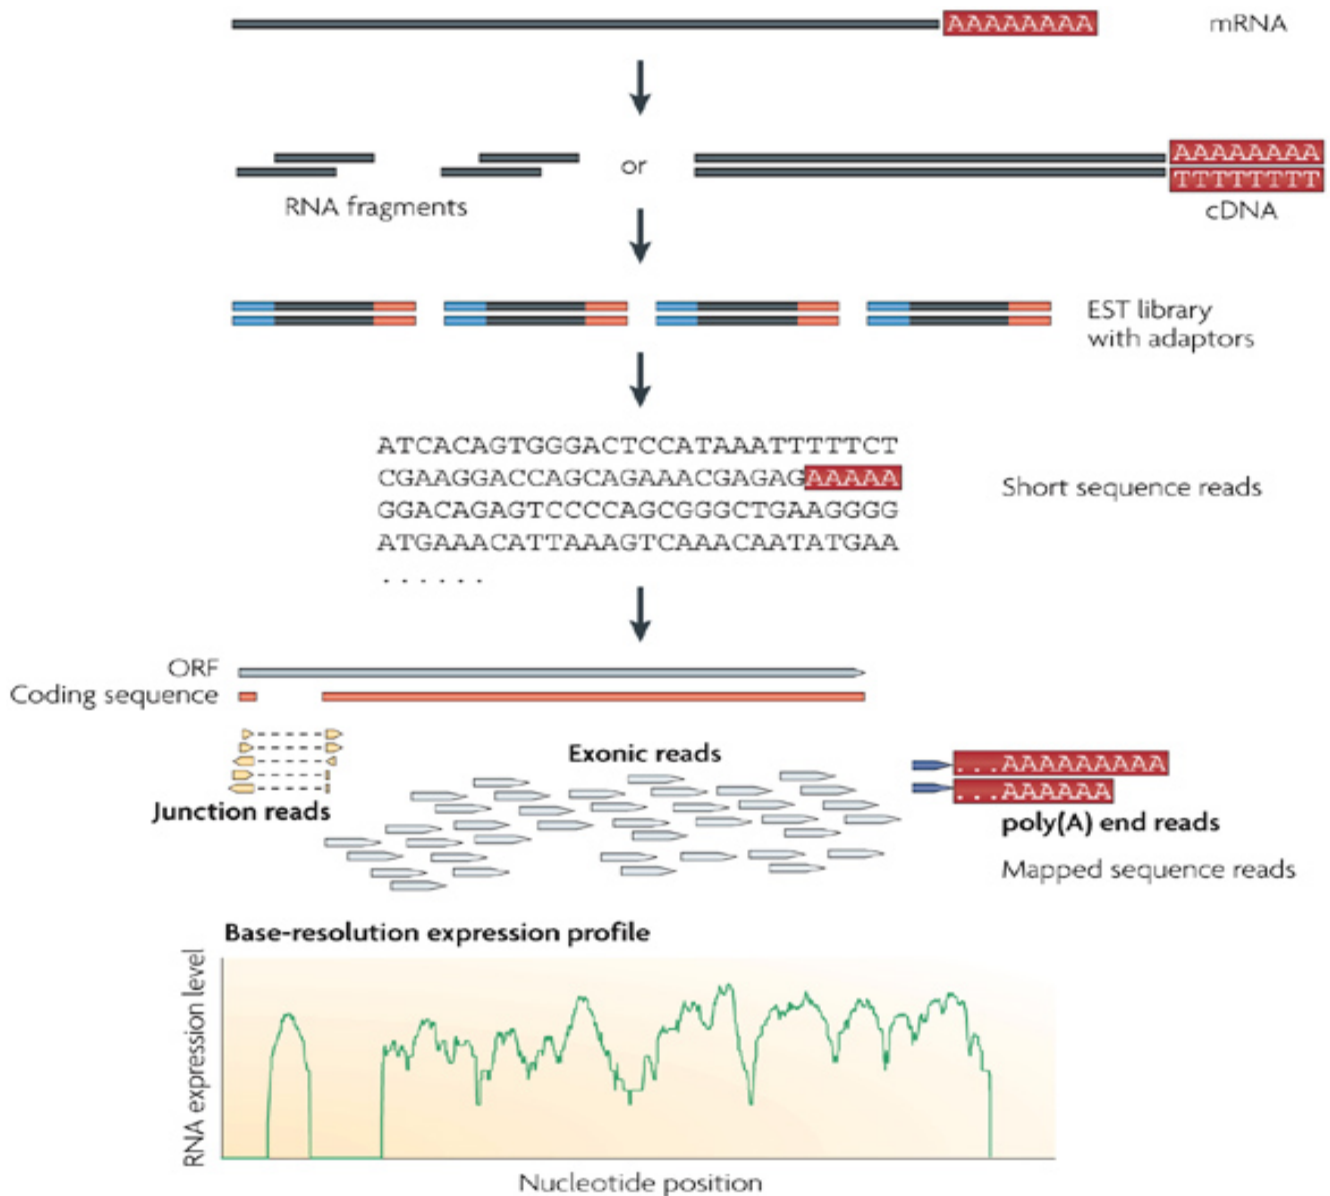 AAAAAAAA mRNA
AAAAAAAA
or
TTTTTTTT
RNA fragments
cDNA
EST library
with adaptors
ATCACAGTGGGACTCCATAAATTTTTCT
CGAAGGACCAGCAGAAACGAGAGAAAAA
Short sequence reads
GGACAGAGTCCCCAGCGGGCTGAAGGGG
ATGAAACATTAAAGTCAAACAATATGAA
. . . . . .
ORF
Coding sequence
Exonic reads
...AAAAAAAAA
...AAAAAA
Junction reads
poly(A) end reads
Mapped sequence reads
Base-resolution expression profile
RNA expression level
Nucleotide position